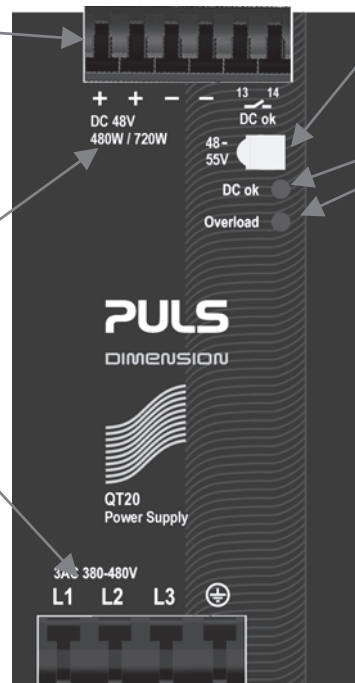 + + – – 13 14
DC 48V
480W / 720W
DC ok
48-
55V
DC ok
Overload
PULS
DIMENSION
QT20
Power Supply
3AC 380-480V
L1 L2 L3